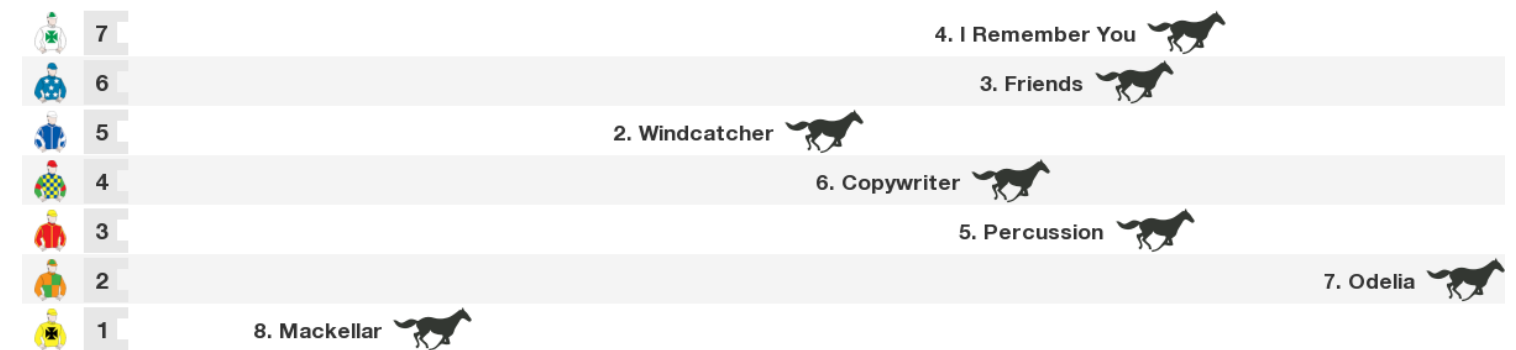 7 4. I Remember You
6 3. Friends
5 2. Windcatcher
4 6. Copywriter
3 5. Percussion
2 7. Odelia
1 8. Mackellar